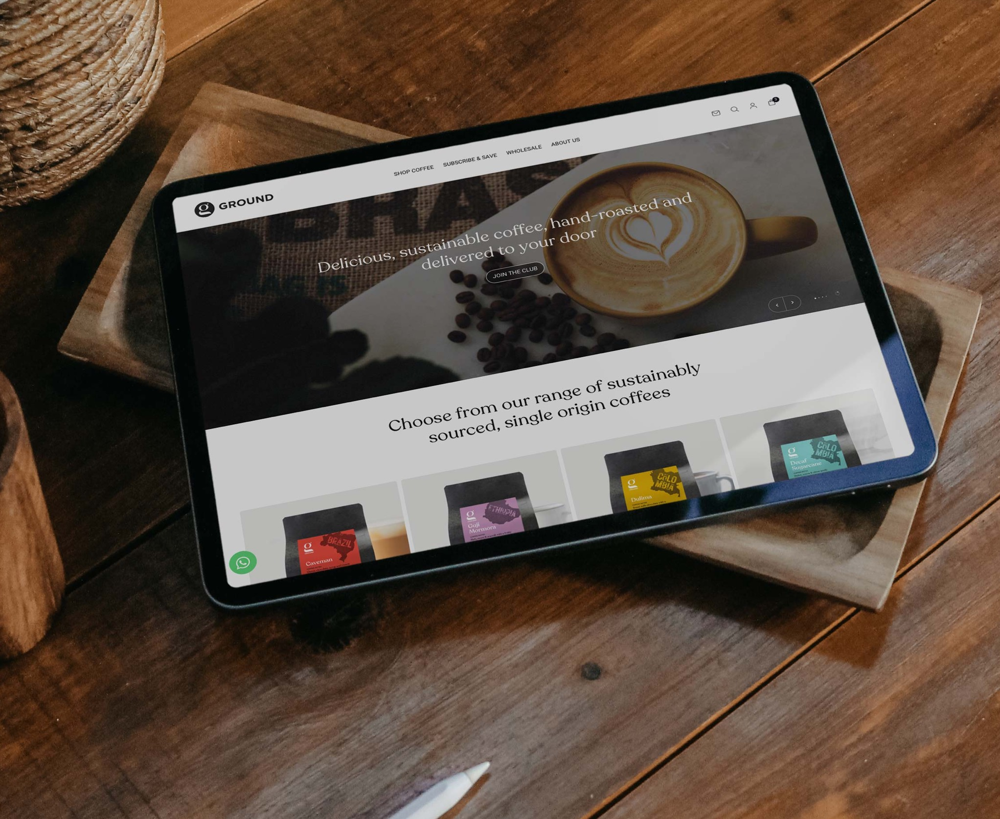 GROUND
SHOP COFFEE SUBSCRIBE & SAVE WHOLESALE ABOUT US
3
BRAS
Delicious, sustainable coffee, hand-roasted and
delivered to your door
JOIN THE CLUB
Choose from our range of sustainably
sourced, single origin coffees
g
BRAZIL
Caveman
g
ETHIOPIA
Guji
Mormora
g
COLO
MBIA
Dulima
g
COLO
MBIA
Decaf
Sugarcane